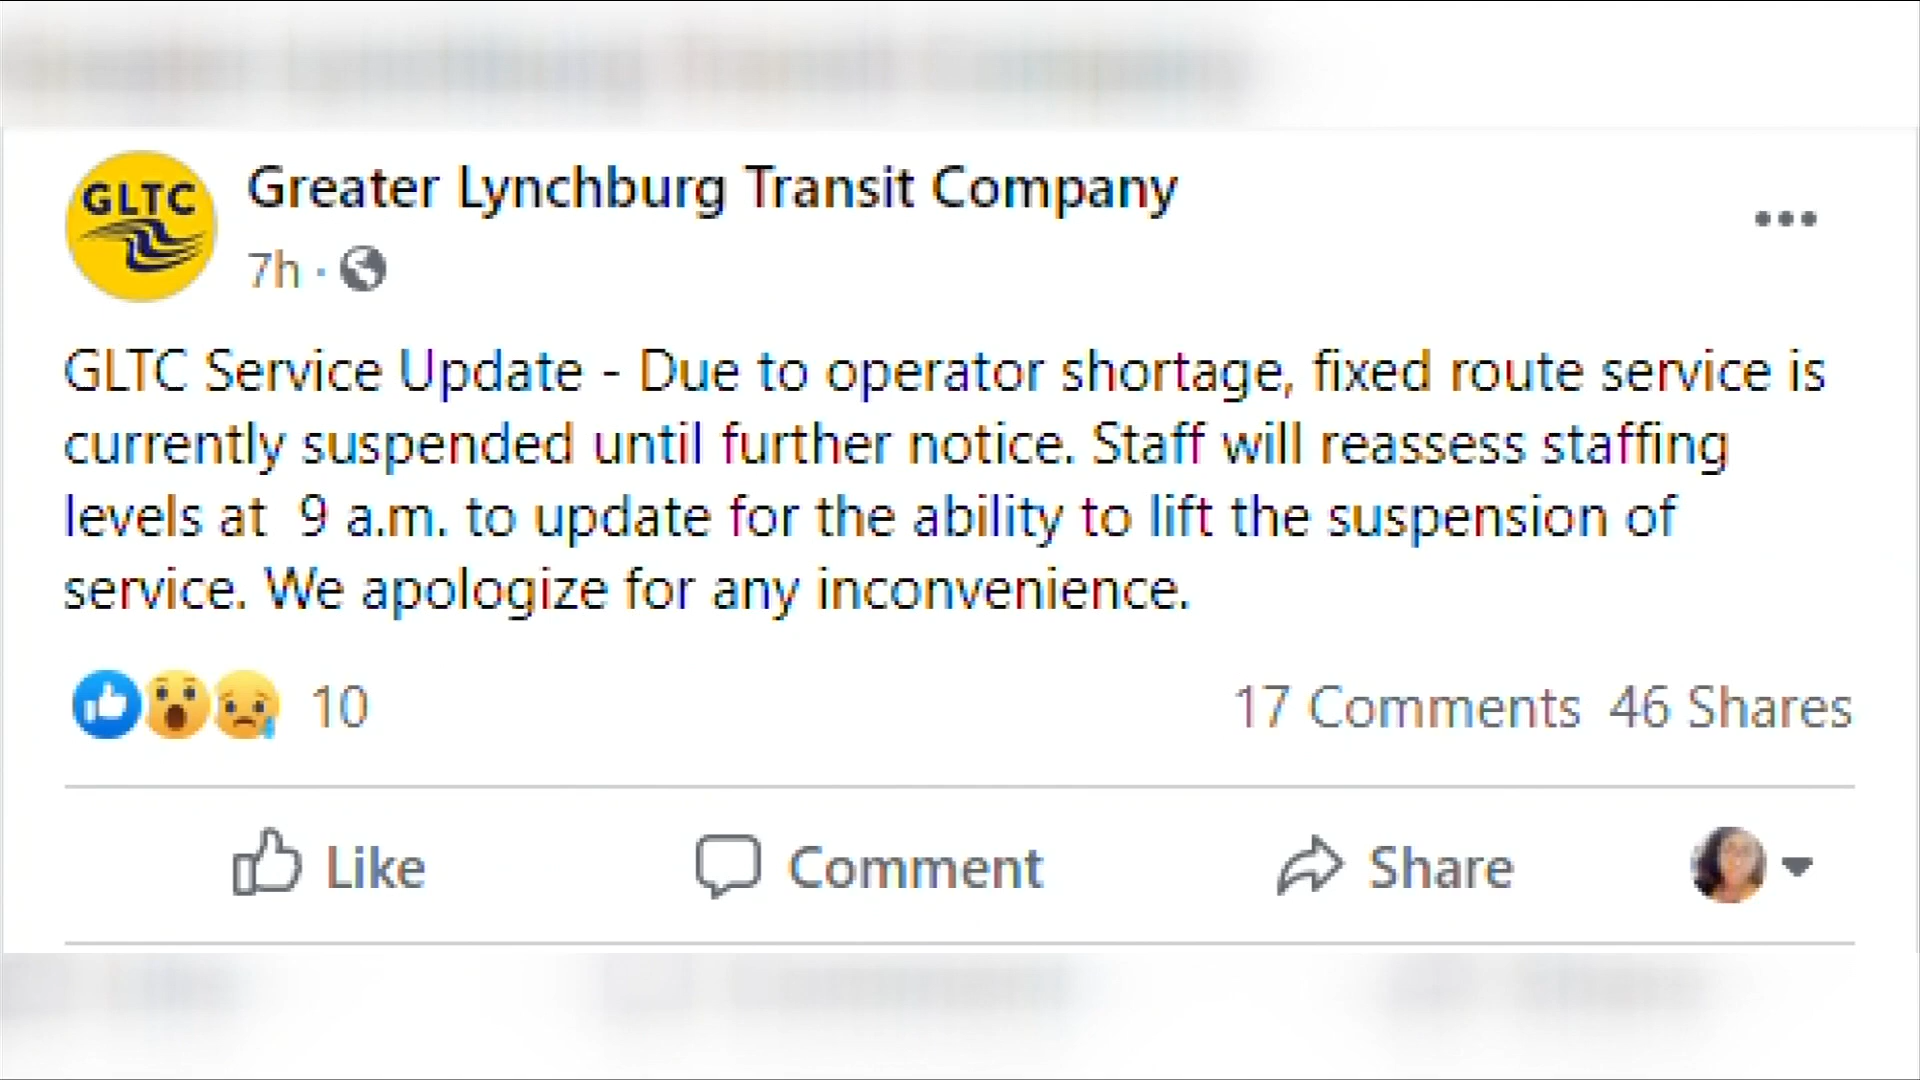 GLTC
Greater Lynchburg Transit Company
7h ·
GLTC Service Update - Due to operator shortage, fixed route service is
currently suspended until further notice. Staff will reassess staffing
levels at  9 a.m. to update for the ability to lift the suspension of
service. We apologize for any inconvenience.
10 17 Comments 46 Shares
Like Comment Share